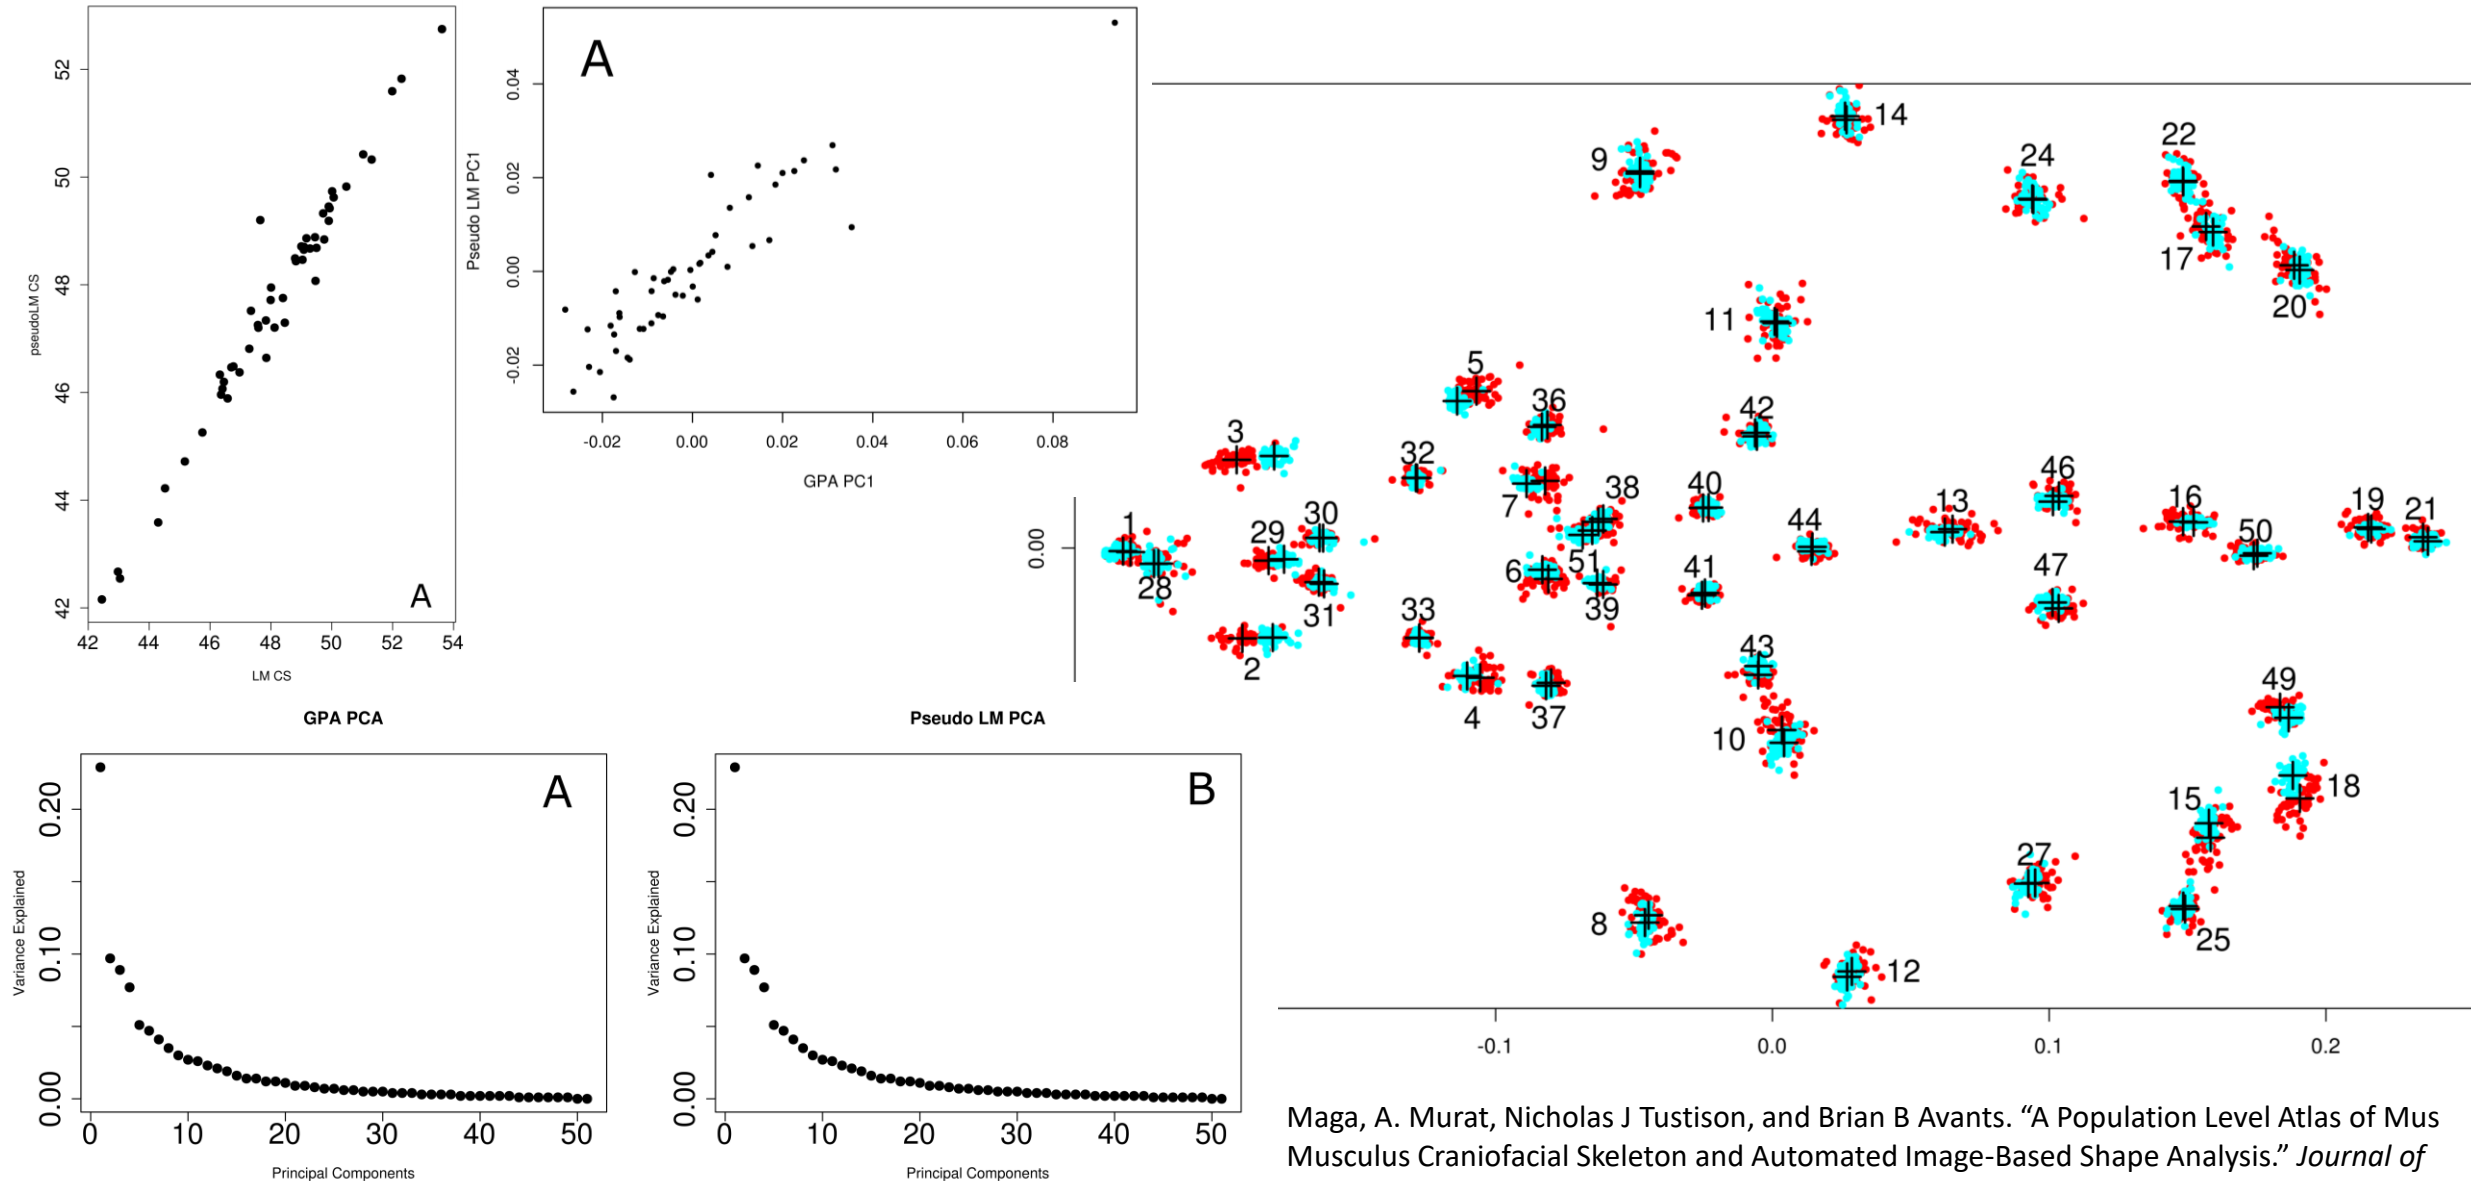 52
50
48
46
44
42
pseudoLM CS
42 44 46 48 50 52 54
LM CS
A
A
0.04
0.02
0.00
-0.02
Pseudo LM PC1
-0.02 0.00 0.02 0.04 0.06 0.08
GPA PC1
14
9
22
24
17
20
11
5
36
42
3
32
7
38
40
46
13
16
19
21
50
44
1
30
29
28
31
6
51
39
41
47
0.00
33
2
43
4
37
10
49
18
15
27
25
8
12
-0.1 0.0 0.1 0.2
GPA PCA
A
0.20
0.10
0.00
Variance Explained
0 10 20 30 40 50
Principal Components
Pseudo LM PCA
B
0.20
0.10
0.00
Variance Explained
0 10 20 30 40 50
Principal Components
Maga, A. Murat, Nicholas J Tustison, and Brian B Avants. “A Population Level Atlas of Mus
Musculus Craniofacial Skeleton and Automated Image-Based Shape Analysis.” Journal of